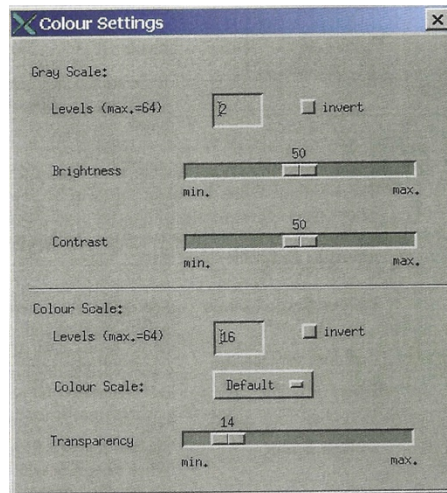 Colour Settings
Gray Scale:
Levels (max.=64) 2 invert
50
Brightness
min. max.
50
Contrast
min. max.
Colour Scale:
Levels (max.=64) 16 invert
Colour Scale: Default
14
Transparency
min. max.